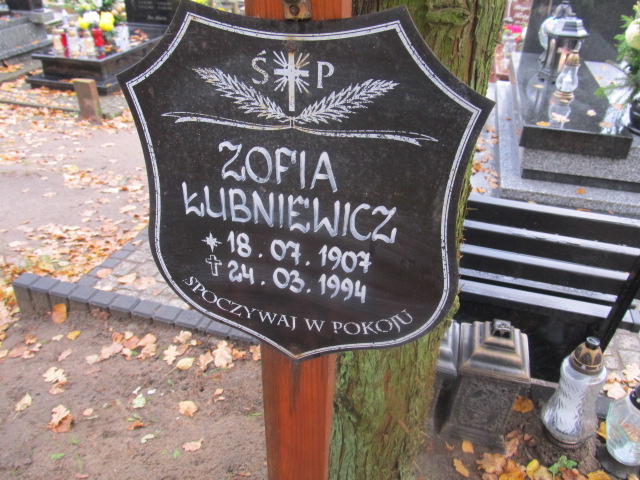 Ś P
ZOFIA
ŁUBNIEWICZ
* 18.07.1907
✝ 24.03.1994
SPOCZYWAJ W POKOJU